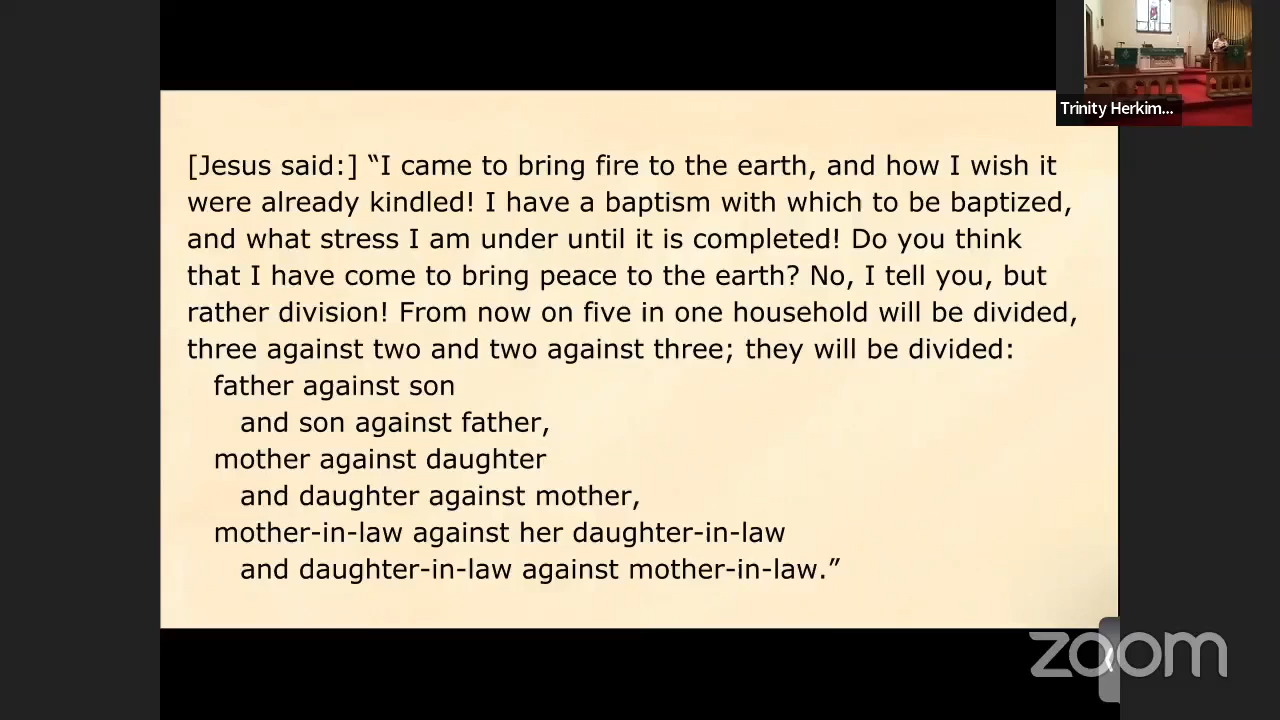 Trinity Herkim...
[Jesus said:] “I came to bring fire to the earth, and how I wish it
were already kindled! I have a baptism with which to be baptized,
and what stress I am under until it is completed! Do you think
that I have come to bring peace to the earth? No, I tell you, but
rather division! From now on five in one household will be divided,
three against two and two against three; they will be divided:
father against son
and son against father,
mother against daughter
and daughter against mother,
mother-in-law against her daughter-in-law
and daughter-in-law against mother-in-law.”
zoom